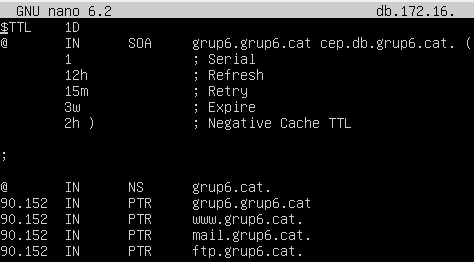 GNU nano 6.2 db.172.16.
$TTL 1D
@ IN SOA grup6.grup6.cat cep.db.grup6.cat. (
1 ; Serial
12h ; Refresh
15m ; Retry
3w ; Expire
2h ) ; Negative Cache TTL
;
@ IN NS grup6.cat.
90.152 IN PTR grup6.grup6.cat
90.152 IN PTR www.grup6.cat.
90.152 IN PTR mail.grup6.cat.
90.152 IN PTR ftp.grup6.cat.